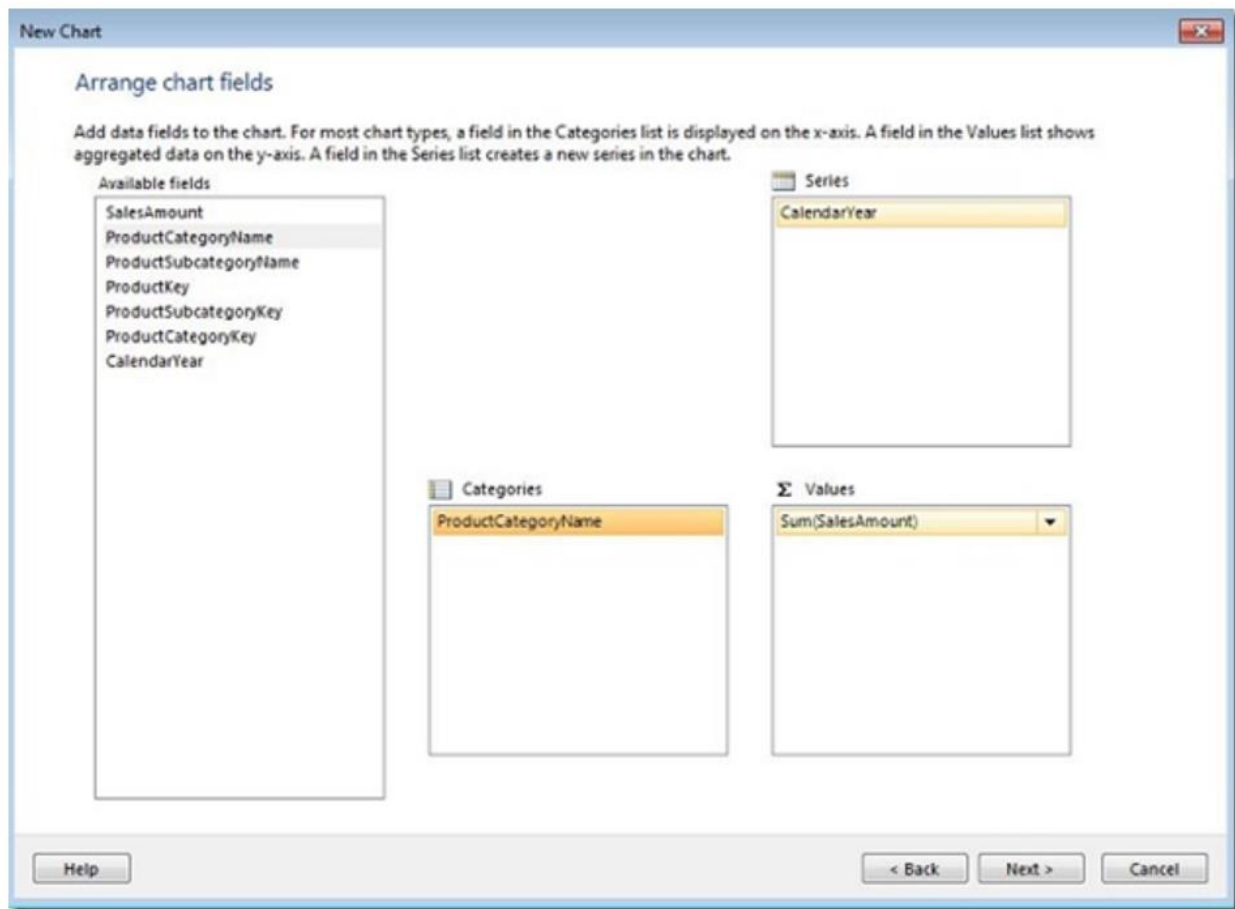 New Chart
Arrange chart fields
Add data fields to the chart. For most chart types, a field in the Categories list is displayed on the x-axis. A field in the Values list shows
aggregated data on the y-axis. A field in the Series list creates a new series in the chart.
Available fields
SalesAmount
ProductCategoryName
ProductSubcategoryName
ProductKey
ProductSubcategoryKey
ProductCategoryKey
CalendarYear
Series
CalendarYear
Categories
ProductCategoryName
Σ Values
Sum(SalesAmount)
Help
< Back
Next >
Cancel